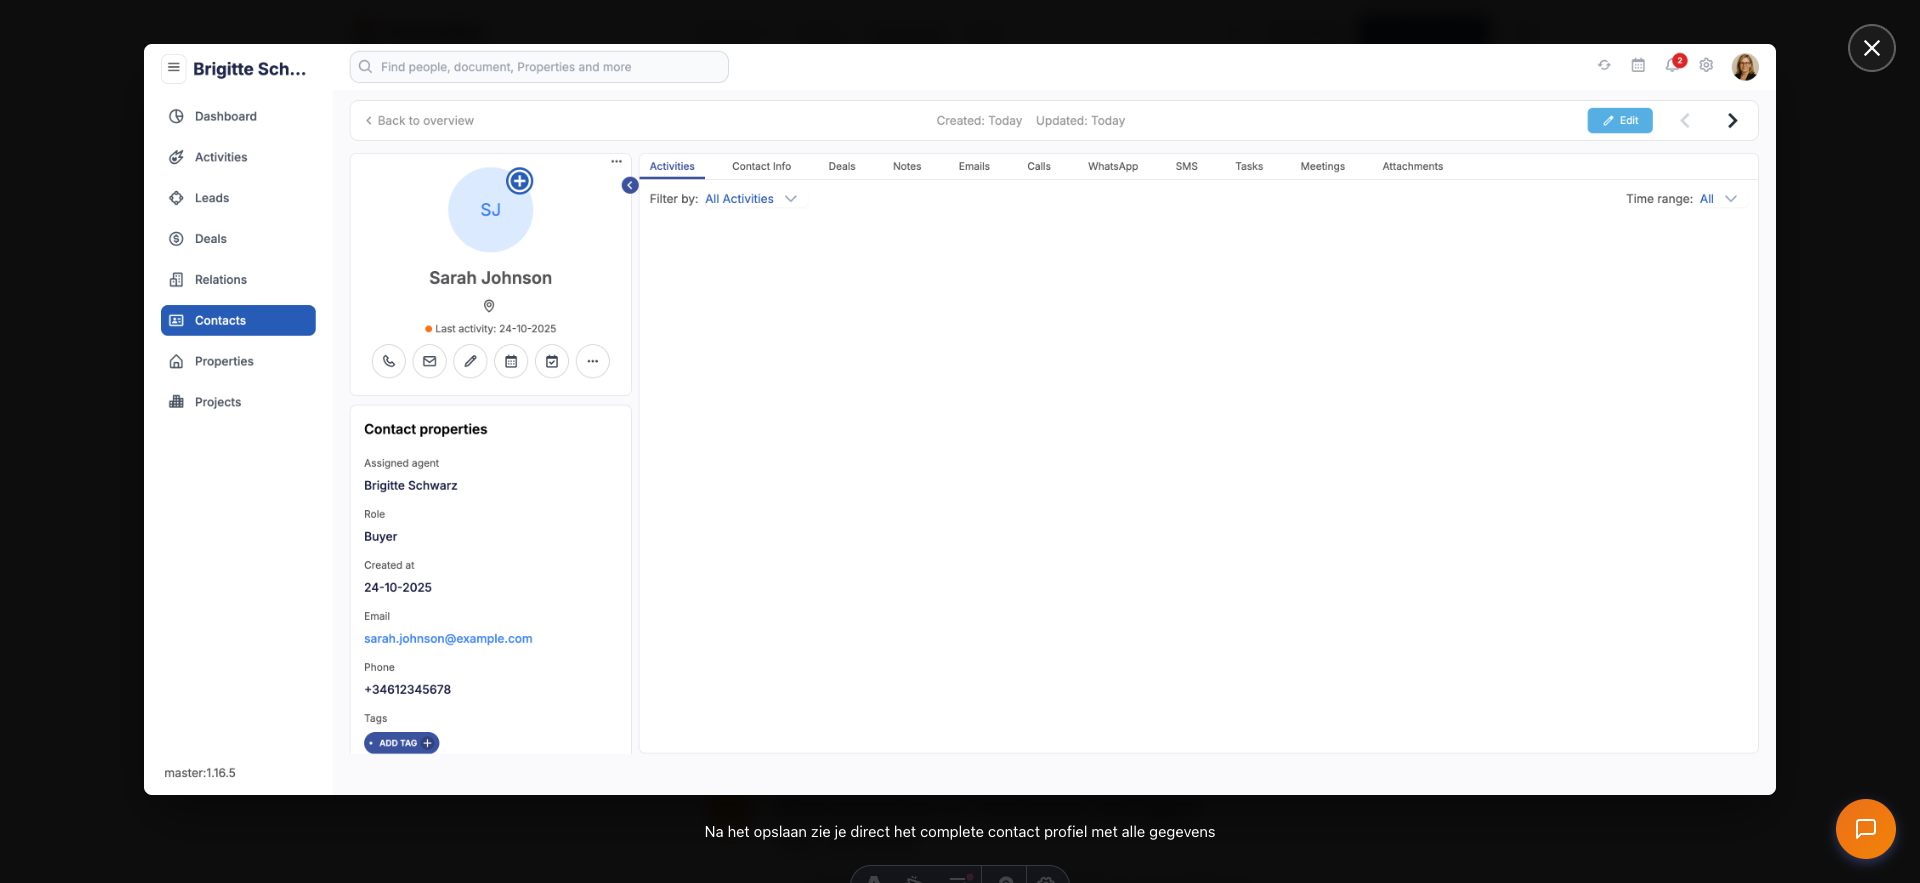 Brigitte Sch...
Find people, document, Properties and more
2
Dashboard
Activities
Leads
Deals
Relations
Contacts
Properties
Projects
master:1.16.5
Back to overview
Created: Today Updated: Today
Edit
SJ
Sarah Johnson
Last activity: 24-10-2025
Contact properties
Assigned agent
Brigitte Schwarz
Role
Buyer
Created at
24-10-2025
Email
sarah.johnson@example.com
Phone
+34612345678
Tags
ADD TAG
Activities Contact Info Deals Notes Emails Calls WhatsApp SMS Tasks Meetings Attachments
Filter by: All Activities
Time range: All
Na het opslaan zie je direct het complete contact profiel met alle gegevens